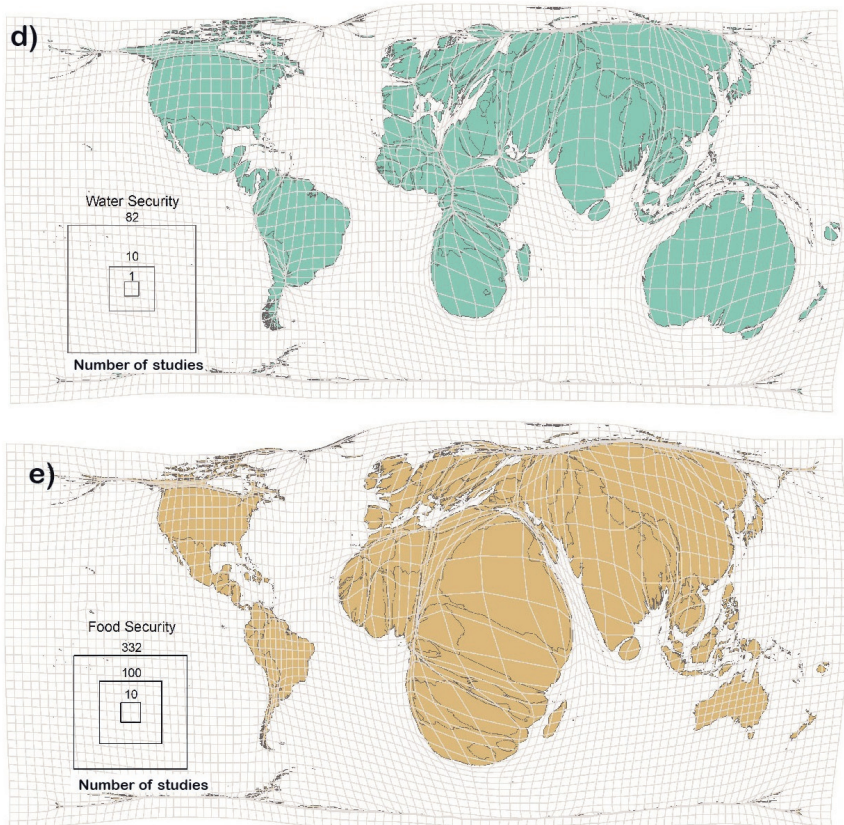 d)
Water Security
82
10
1
Number of studies
e)
Food Security
332
100
10
Number of studies